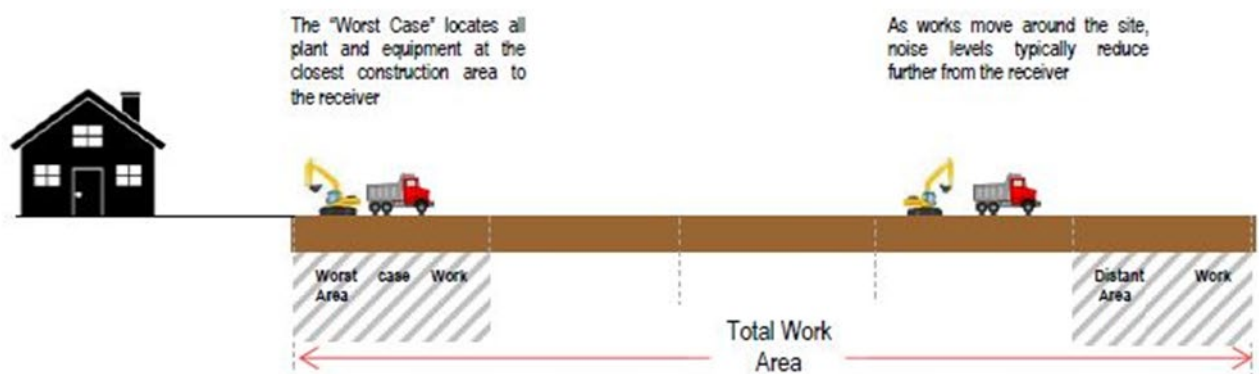 The “Worst Case” locates all
plant and equipment at the
closest construction area to
the receiver
As works move around the site,
noise levels typically reduce
further from the receiver
Worst case Work
Area
Distant Work
Area
Total Work
Area